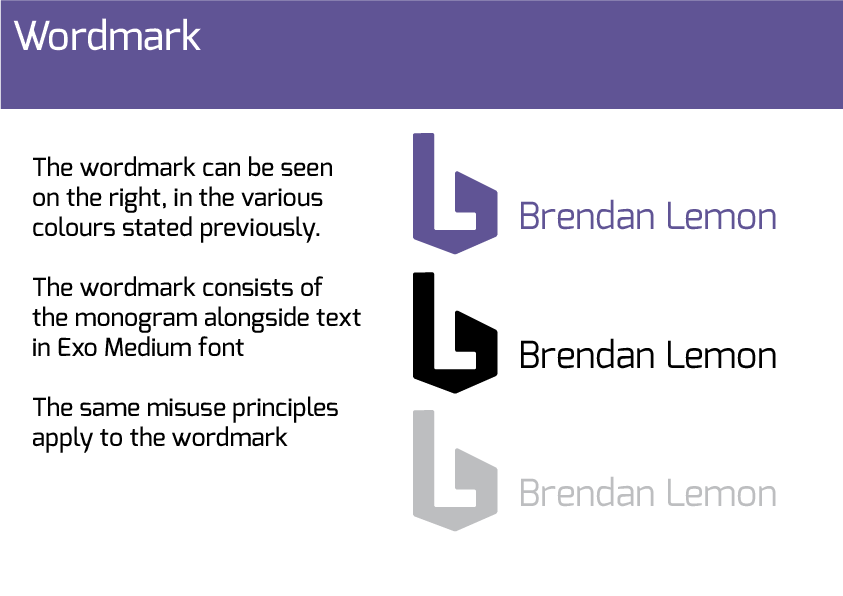 Wordmark
The wordmark can be seen
on the right, in the various
colours stated previously.
The wordmark consists of
the monogram alongside text
in Exo Medium font
The same misuse principles
apply to the wordmark
Brendan Lemon
Brendan Lemon
Brendan Lemon